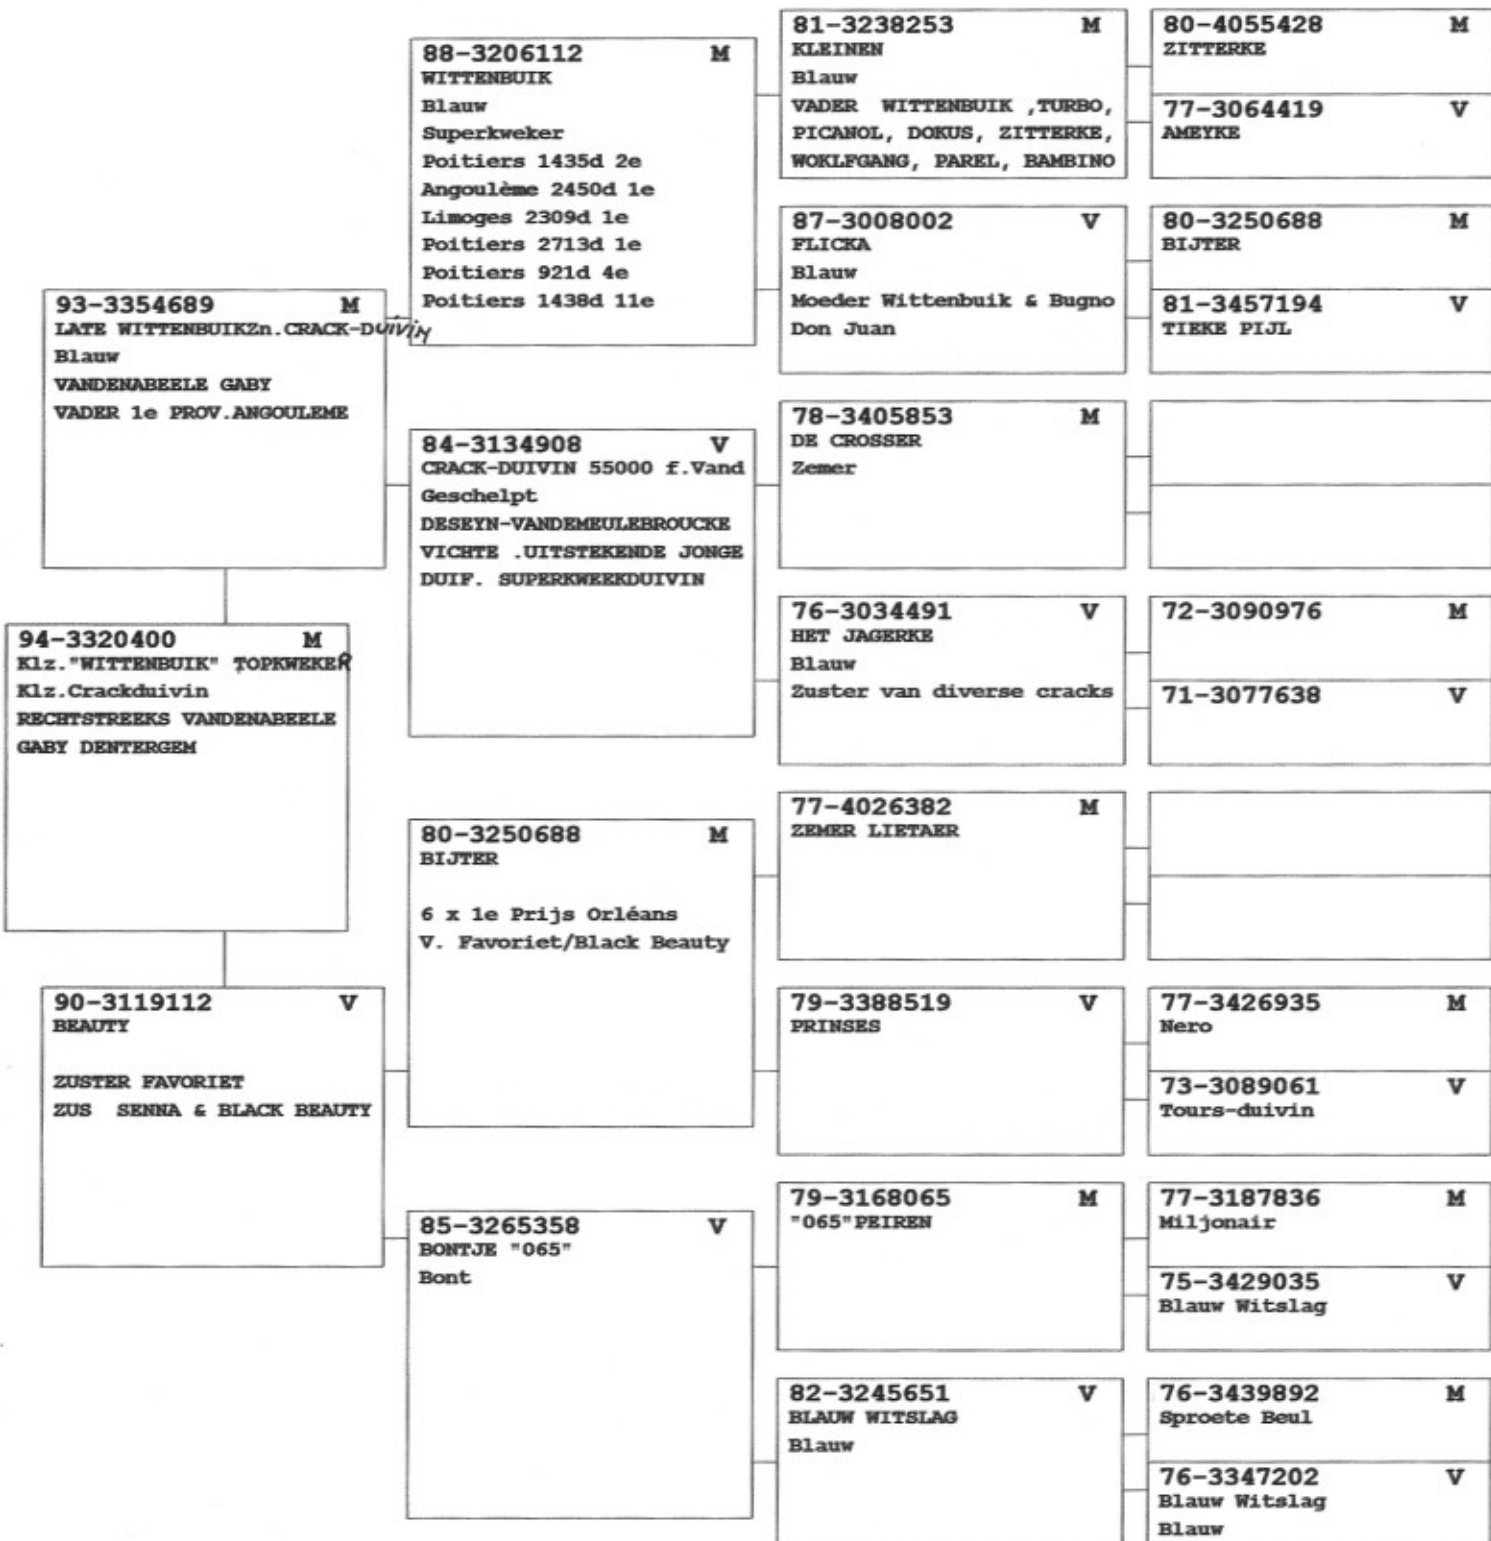 94-3320400 M
Klz."WITTENBUIK" TOPKWEKER
Klz.Crackduivin
RECHTSTREEKS VANDENABEELE
GABY DENTERGEM
93-3354689 M
LATE WITTENBUIKZn.CRACK-DUIVIN
Blauw
VANDENABEELE GABY
VADER 1e PROV.ANGOULEME
90-3119112 V
BEAUTY
ZUSTER FAVORIET
ZUS SENNA & BLACK BEAUTY
88-3206112 M
WITTENBUIK
Blauw
Superkweker
Poitiers 1435d 2e
Angoulème 2450d 1e
Limoges 2309d 1e
Poitiers 2713d 1e
Poitiers 921d 4e
Poitiers 1438d 11e
84-3134908 V
CRACK-DUIVIN 55000 f.Vand
Geschelpt
DESEYN-VANDEMEULEBROUCKE
VICHTE .UITSTEKENDE JONGE
DUIF. SUPERKWEEKDUIVIN
80-3250688 M
BIJTER
6 x 1e Prijs Orléans
V. Favoriet/Black Beauty
85-3265358 V
BONTJE "065"
Bont
81-3238253 M
KLEINEN
Blauw
VADER WITTENBUIK ,TURBO,
PICANOL, DOKUS, ZITTERKE,
WOKLFGANG, PAREL, BAMBINO
87-3008002 V
FLICKA
Blauw
Moeder Wittenbuik & Bugno
Don Juan
78-3405853 M
DE CROSSER
Zemer
76-3034491 V
HET JAGERKE
Blauw
Zuster van diverse cracks
77-4026382 M
ZEMER LIETAER
79-3388519 V
PRINSES
79-3168065 M
"065"PEIREN
82-3245651 V
BLAUW WITSLAG
Blauw
80-4055428 M
ZITTERKE
77-3064419 V
AMEYKE
80-3250688 M
BIJTER
81-3457194 V
TIEKE PIJL
72-3090976 M
71-3077638 V
77-3426935 M
Nero
73-3089061 V
Tours-duivin
77-3187836 M
Miljonair
75-3429035 V
Blauw Witslag
76-3439892 M
Sproete Beul
76-3347202 V
Blauw Witslag
Blauw